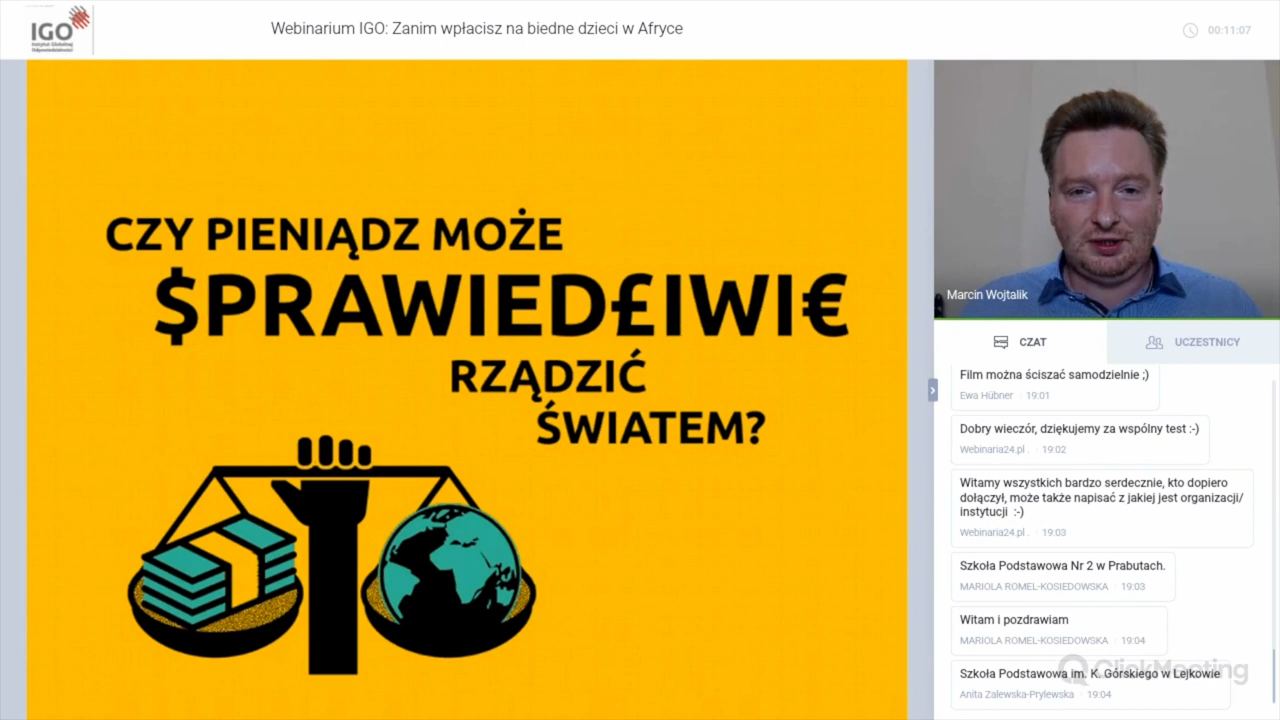 IGO
Instytut Globalnej
Odpowiedzialności
Webinarium IGO: Zanim wpłacisz na biedne dzieci w Afryce
00:11:07
CZY PIENIĄDZ MOŻE
$PRAWIED£IWI€
RZĄDZIĆ
ŚWIATEM?
Marcin Wojtalik
CZAT
UCZESTNICY
Film można ściszać samodzielnie ;)
Ewa Hübner 19:01
Dobry wieczór, dziękujemy za wspólny test :-)
Webinaria24.pl . 19:02
Witamy wszystkich bardzo serdecznie, kto dopiero
dołączył, może także napisać z jakiej jest organizacji/
instytucji :-)
Webinaria24.pl . 19:03
Szkoła Podstawowa Nr 2 w Prabutach.
MARIOLA ROMEL-KOSIEDOWSKA 19:03
Witam i pozdrawiam
MARIOLA ROMEL-KOSIEDOWSKA 19:04
Szkoła Podstawowa im. K. Górskiego w Lejkowie
Anita Zalewska-Prylewska 19:04
ClickMeeting